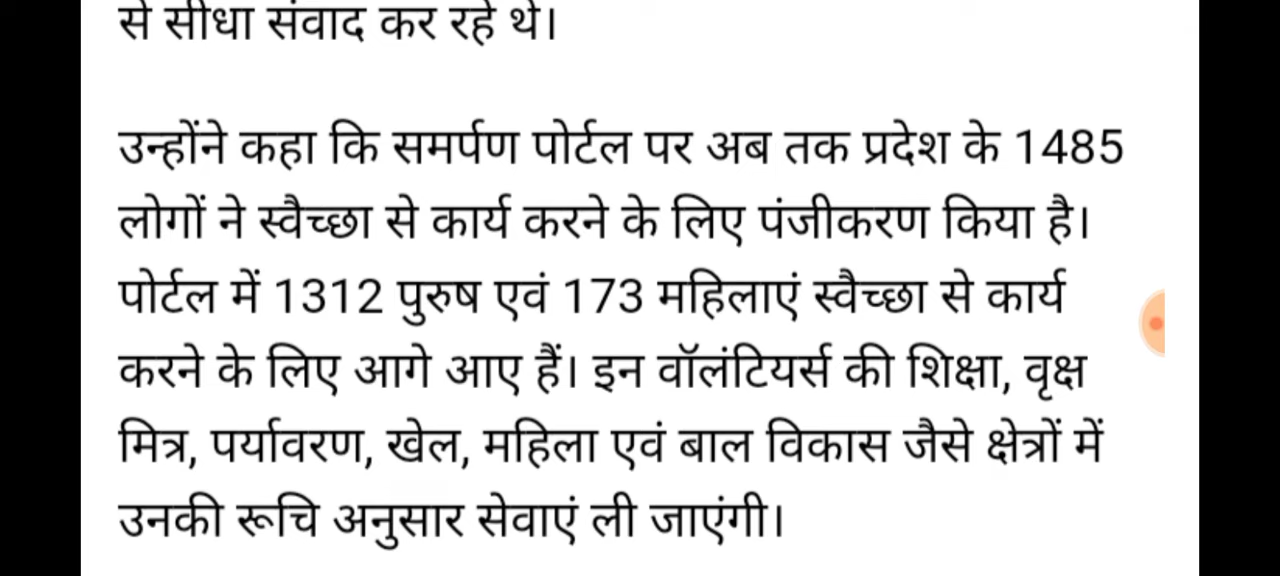 से सीधा संवाद कर रहे थे।
उन्होंने कहा कि समर्पण पोर्टल पर अब तक प्रदेश के 1485
लोगों ने स्वैच्छा से कार्य करने के लिए पंजीकरण किया है।
पोर्टल में 1312 पुरुष एवं 173 महिलाएं स्वैच्छा से कार्य
करने के लिए आगे आए हैं। इन वॉलंटियर्स की शिक्षा, वृक्ष
मित्र, पर्यावरण, खेल, महिला एवं बाल विकास जैसे क्षेत्रों में
उनकी रूचि अनुसार सेवाएं ली जाएंगी।